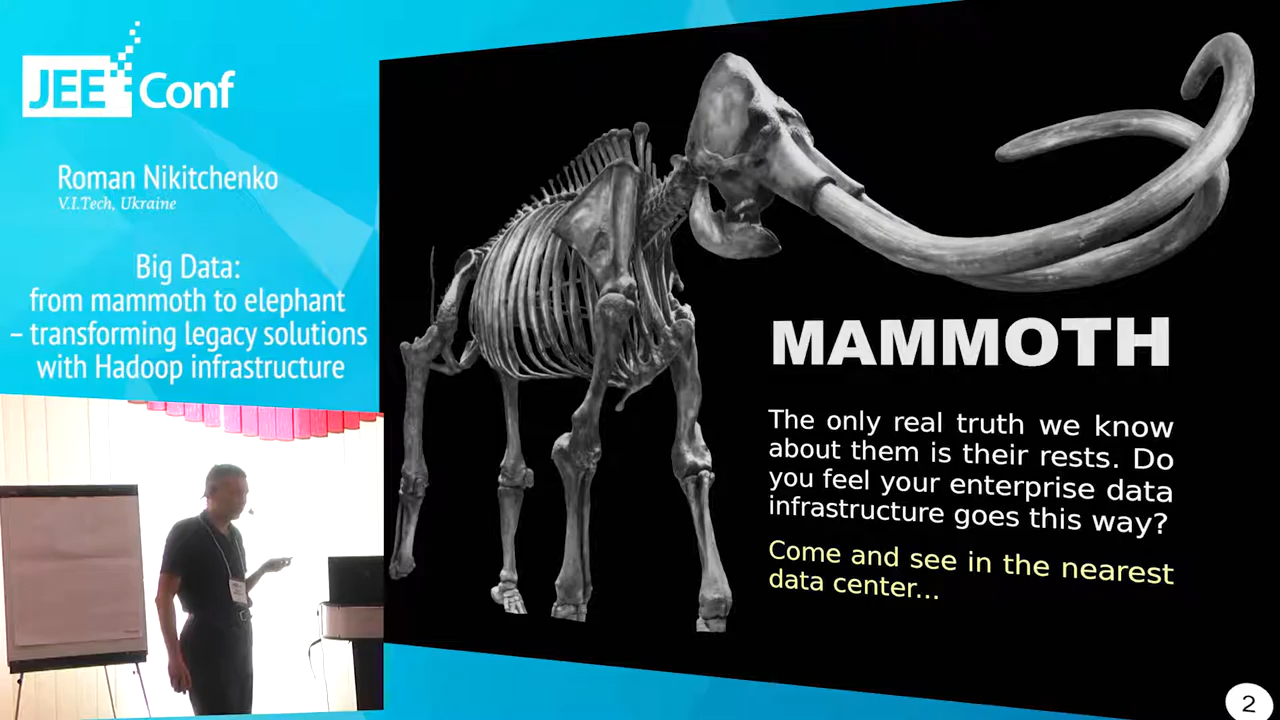 JEE Conf
Roman Nikitchenko
V.I.Tech, Ukraine
Big Data:
from mammoth to elephant
– transforming legacy solutions
with Hadoop infrastructure
MAMMOTH
The only real truth we know
about them is their rests. Do
you feel your enterprise data
infrastructure goes this way?
Come and see in the nearest
data center...
2